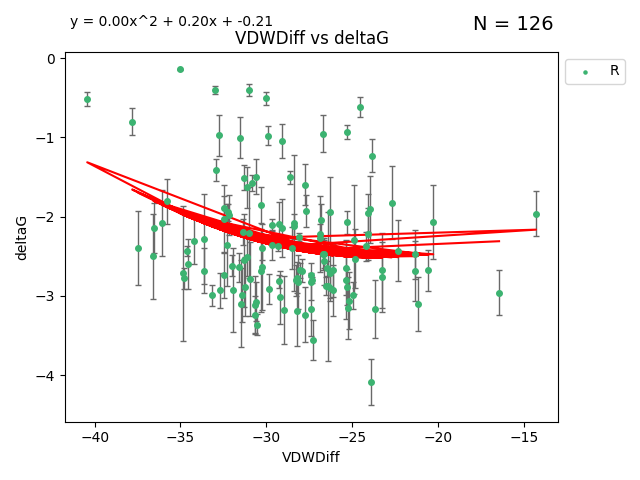 y = 0.00x^2 + 0.20x + -0.21
N = 126
VDWDiff vs deltaG
R
0
−1
−2
−3
−4
deltaG
−40
−35
−30
−25
−20
−15
VDWDiff